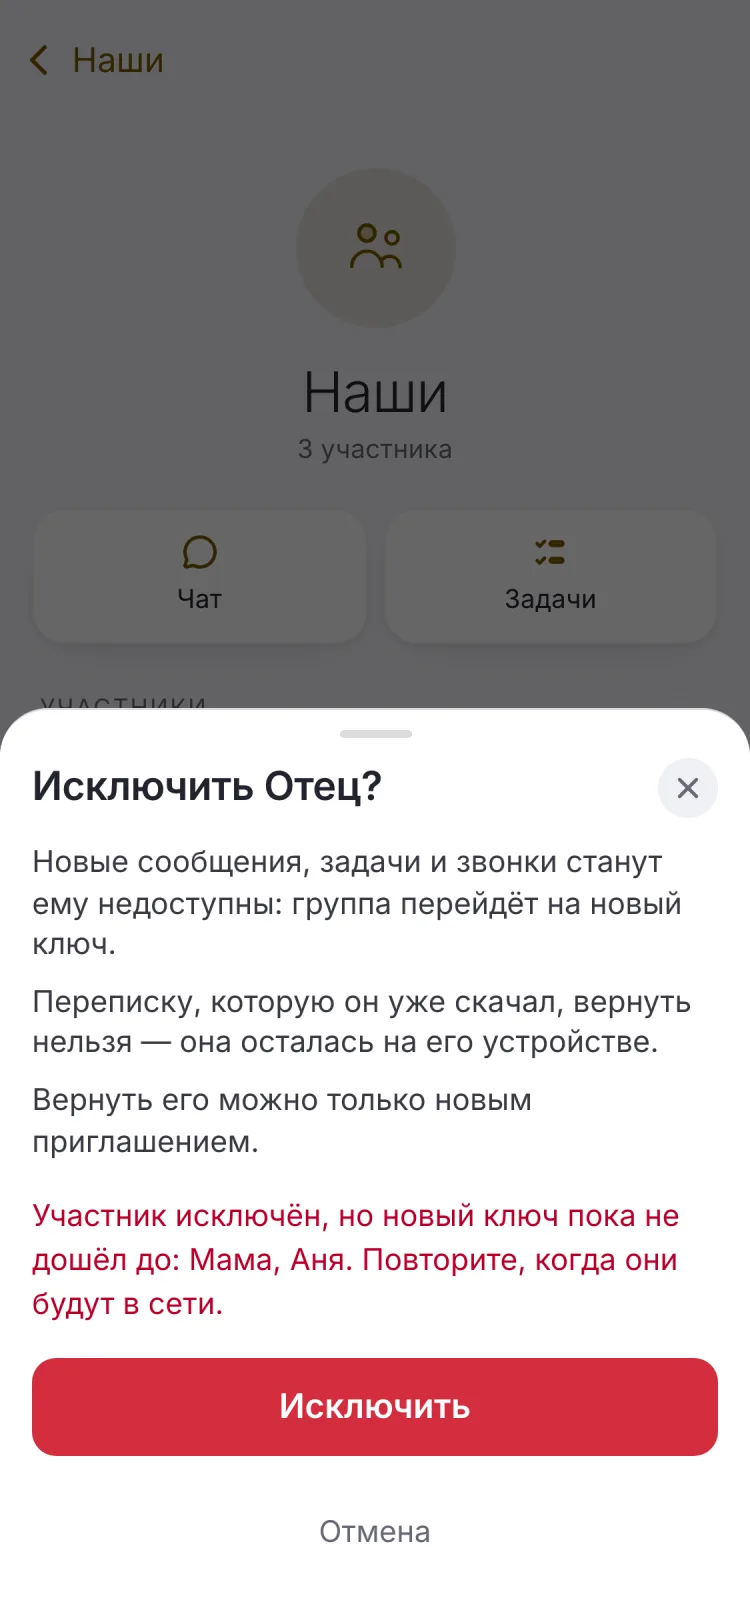 Наши
Наши
3 участника
Чат
Задачи
УЧАСТНИКИ
Исключить Отец?
Новые сообщения, задачи и звонки станут
ему недоступны: группа перейдёт на новый
ключ.
Переписку, которую он уже скачал, вернуть
нельзя — она осталась на его устройстве.
Вернуть его можно только новым
приглашением.
Участник исключён, но новый ключ пока не
дошёл до: Мама, Аня. Повторите, когда они
будут в сети.
Исключить
Отмена